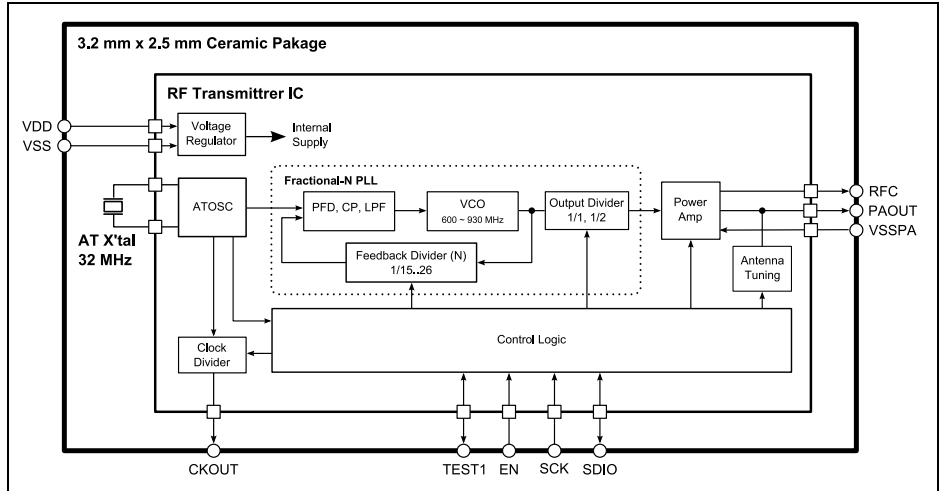 3.2 mm x 2.5 mm Ceramic Pakage
RF Transmittrer IC
VDD
VSS
Voltage
Regulator
Internal
Supply
Fractional-N PLL
ATOSC
PFD, CP, LPF
VCO
600 ~ 930 MHz
Output Divider
1/1, 1/2
Power
Amp
RFC
PAOUT
VSSPA
AT X'tal
32 MHz
Feedback Divider (N)
1/15..26
Antenna
Tuning
Control Logic
Clock
Divider
CKOUT
TEST1
EN
SCK
SDIO